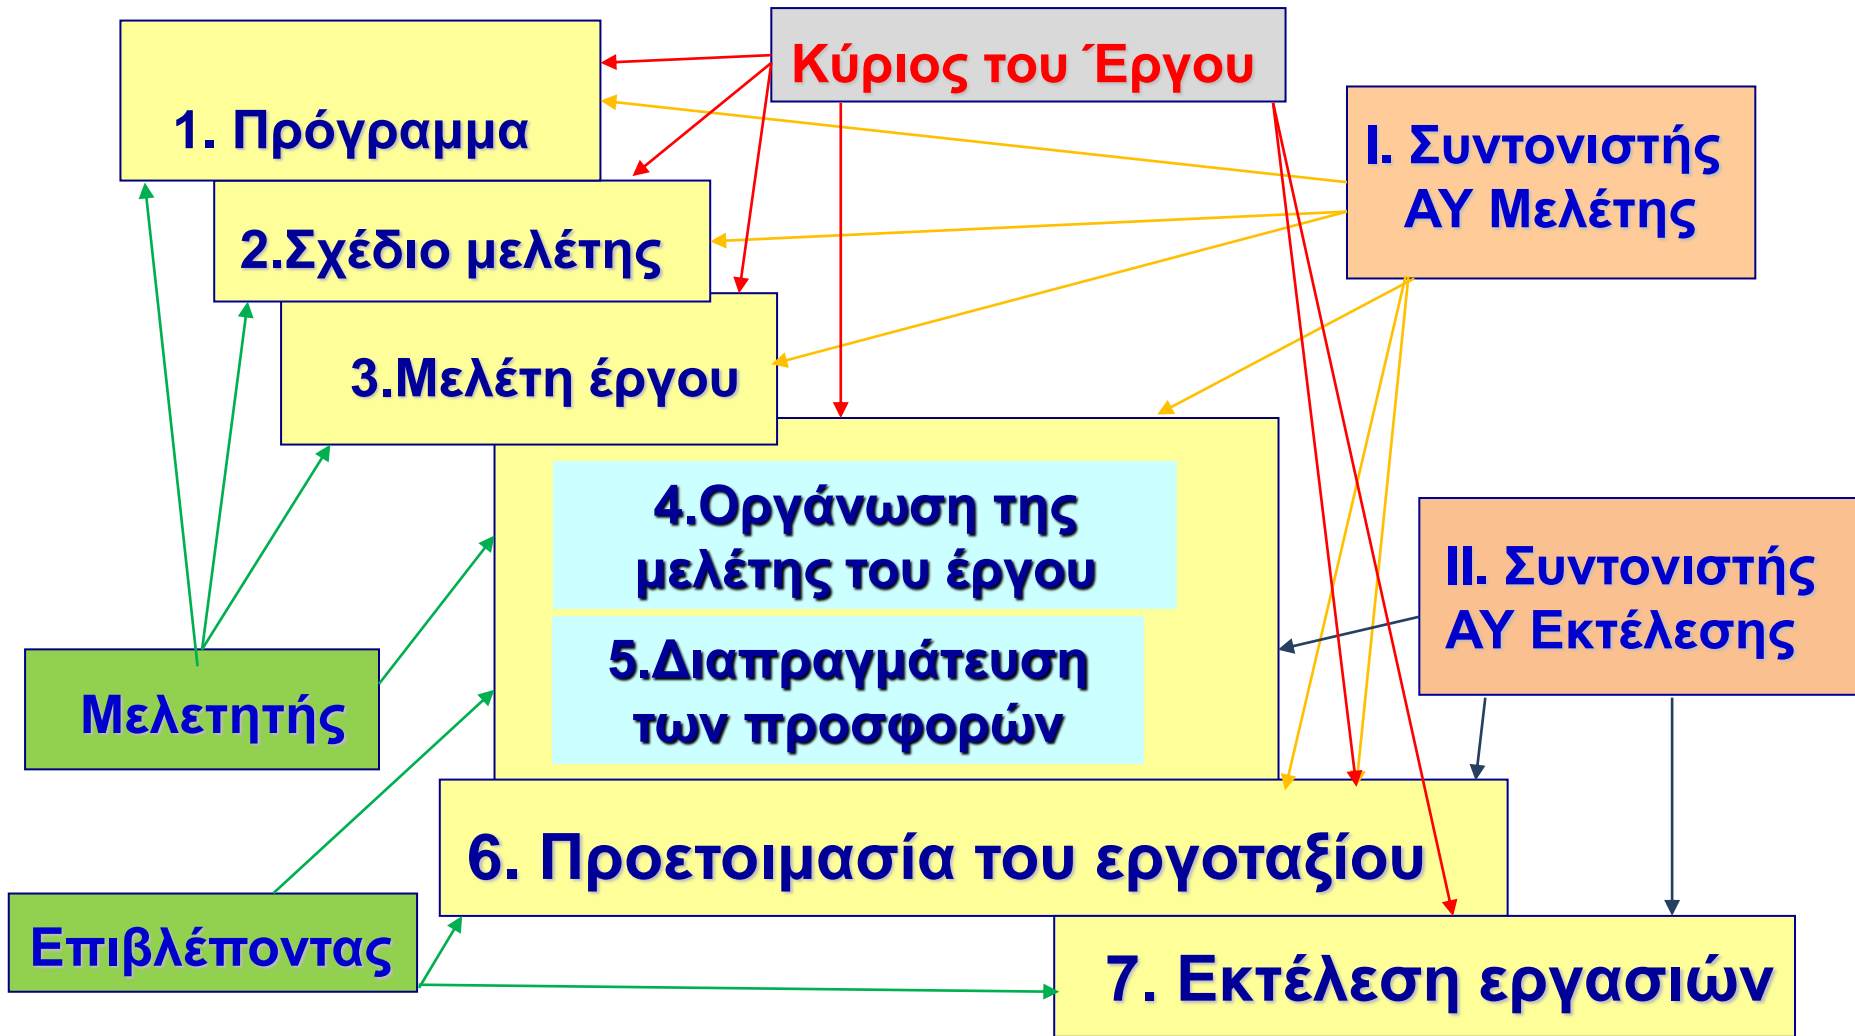 Κύριος του Έργου
1. Πρόγραμμα
Ι. Συντονιστής
ΑΥ Μελέτης
2.Σχέδιο μελέτης
3.Μελέτη έργου
4.Οργάνωση της
μελέτης του έργου
ΙΙ. Συντονιστής
ΑΥ Εκτέλεσης
5.Διαπραγμάτευση
των προσφορών
Μελετητής
6. Προετοιμασία του εργοταξίου
Επιβλέποντας
7. Εκτέλεση εργασιών